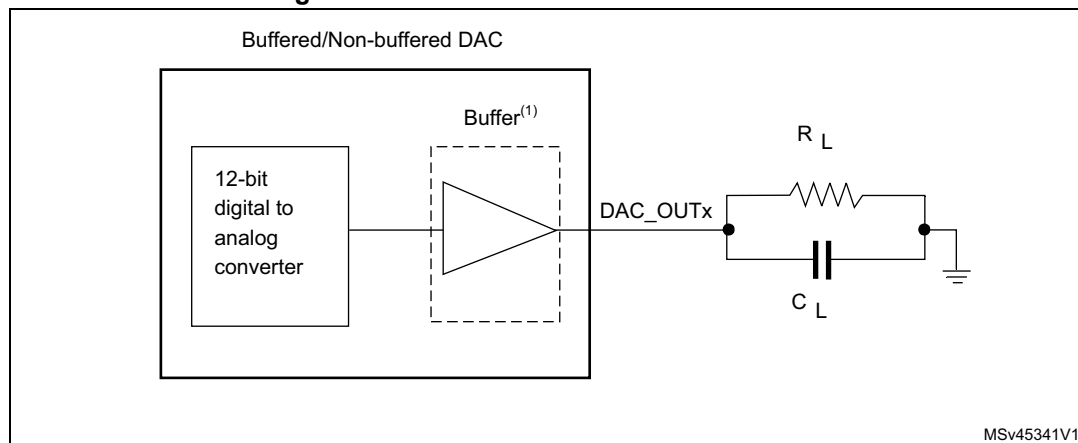 Buffered/Non-buffered DAC
Buffer(1)
12-bit
digital to
analog
converter
DAC_OUTx
R L
C L
MSv45341V1